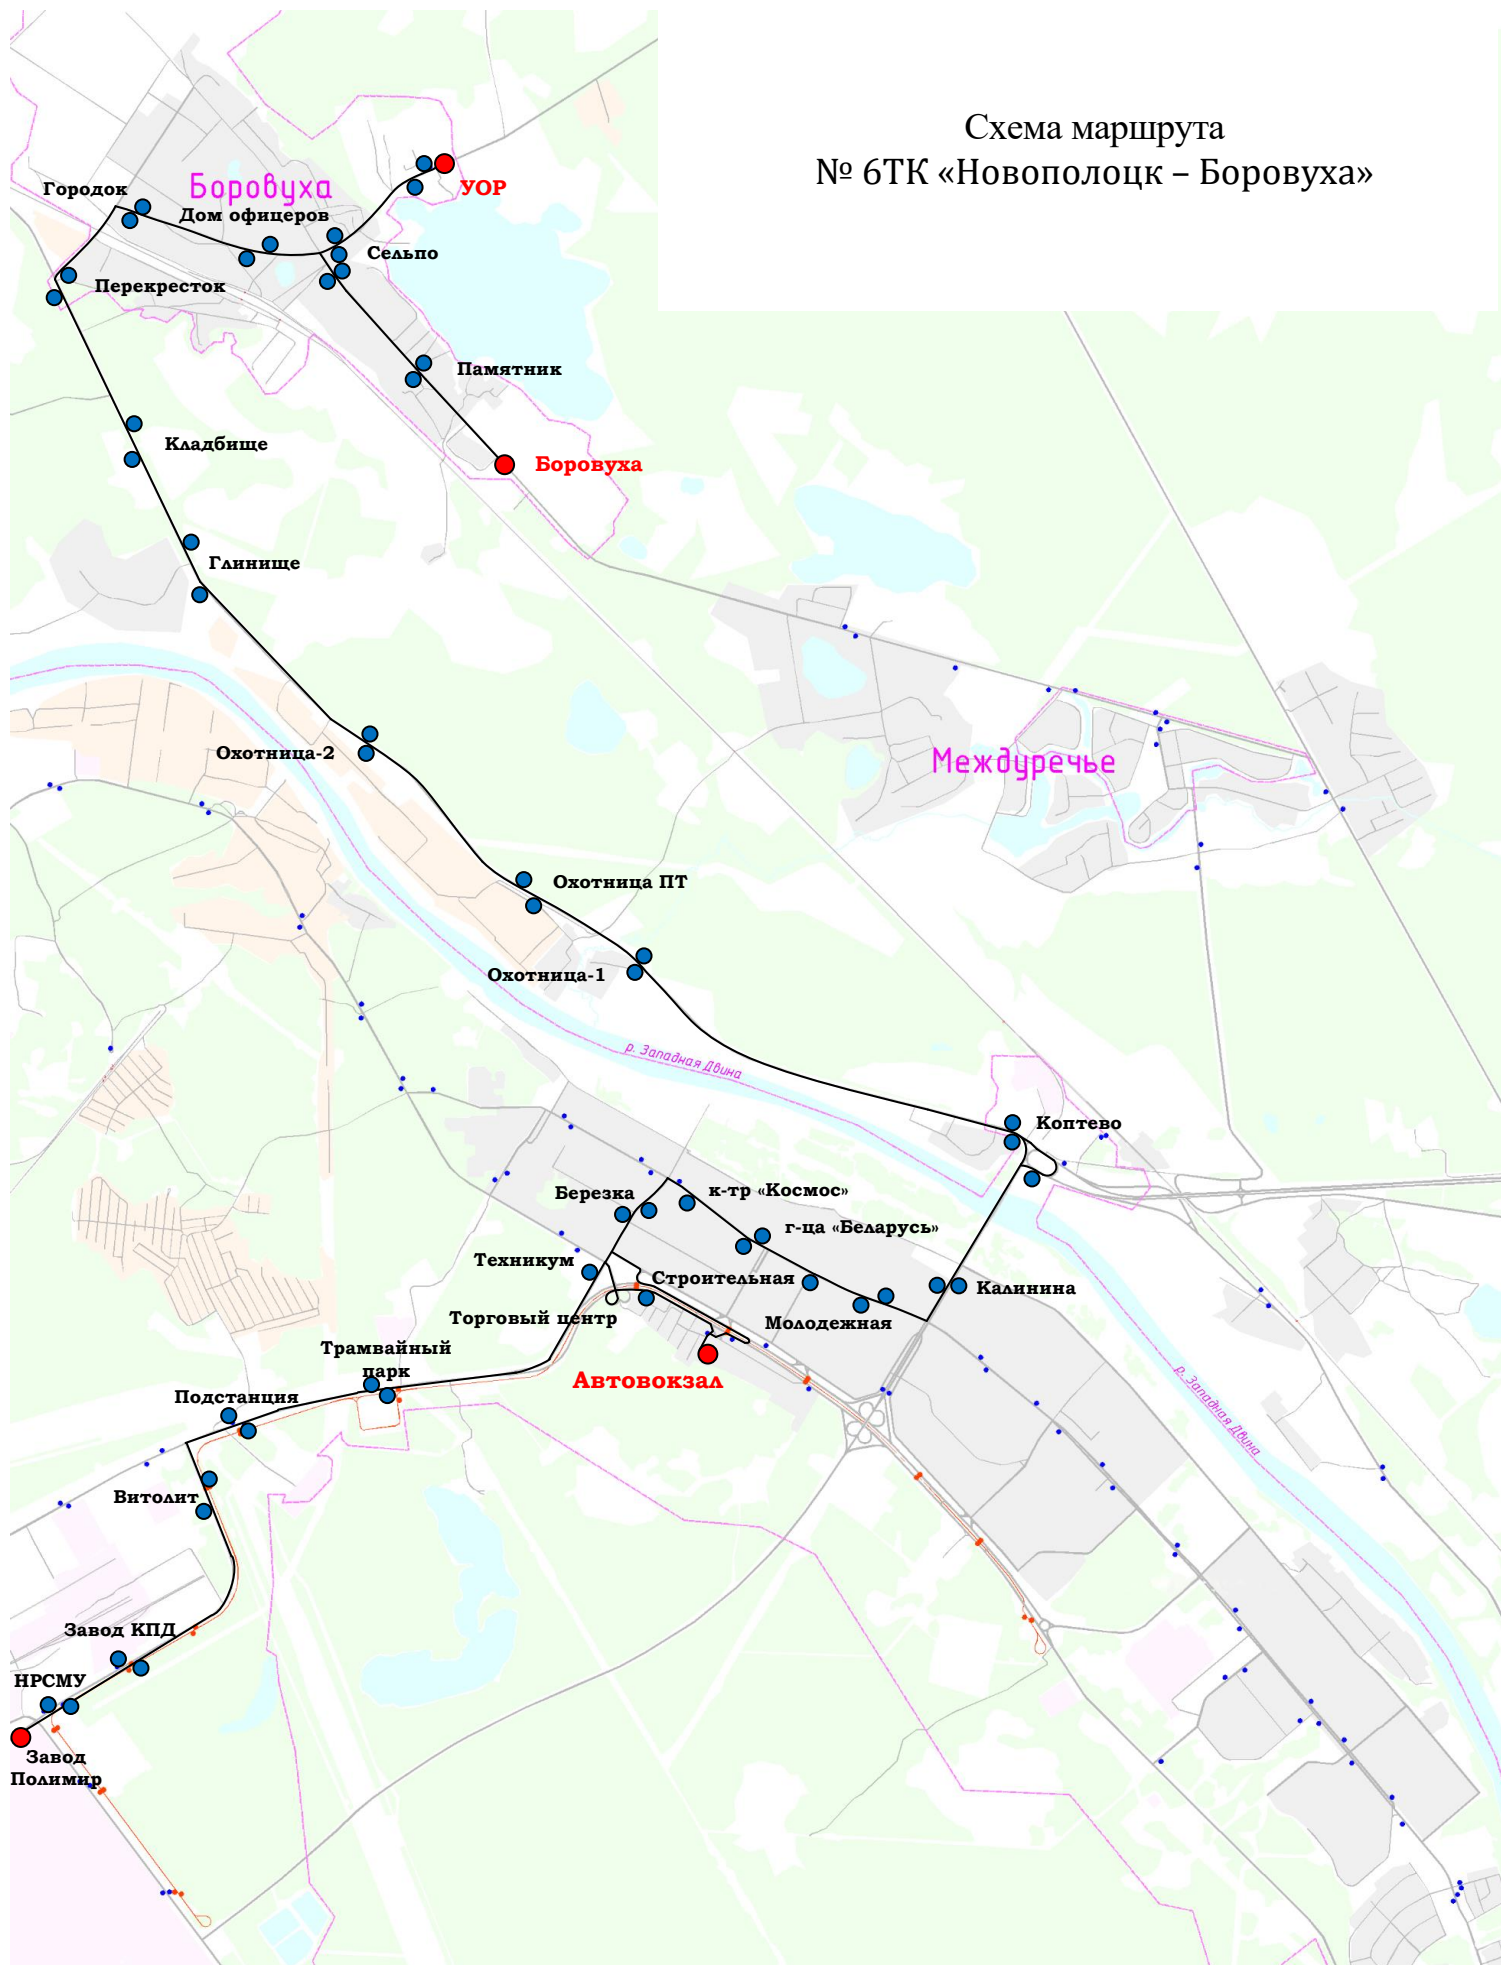 Схема маршрута
№ 6ТК «Новополоцк – Боровуха»
Городок
Боровуха
УОР
Дом офицеров
Сельпо
Перекресток
Памятник
Кладбище
Боровуха
Глинище
Охотница-2
Междуречье
Охотница ПТ
Охотница-1
р. Западная Двина
Коптево
Березка
к-тр «Космос»
г-ца «Беларусь»
Техникум
Строительная
Калинина
Торговый центр
Молодежная
Трамвайный
парк
Автовокзал
Подстанция
р. Западная Двина
Витолит
Завод КПД
НРСМУ
Завод
Полимир